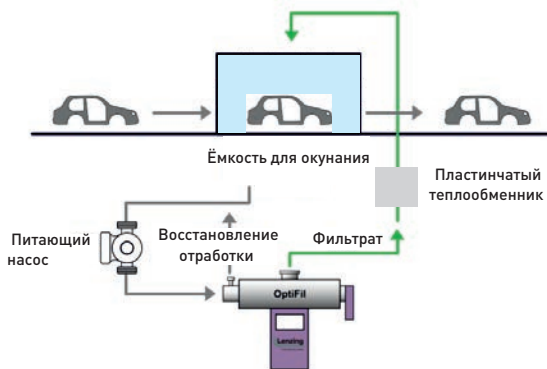 Ёмкость для окунания
Пластинчатый
теплообменник
Питающий
насос
Восстановление
отработки
Фильтрат
OptiFil
Lenzing